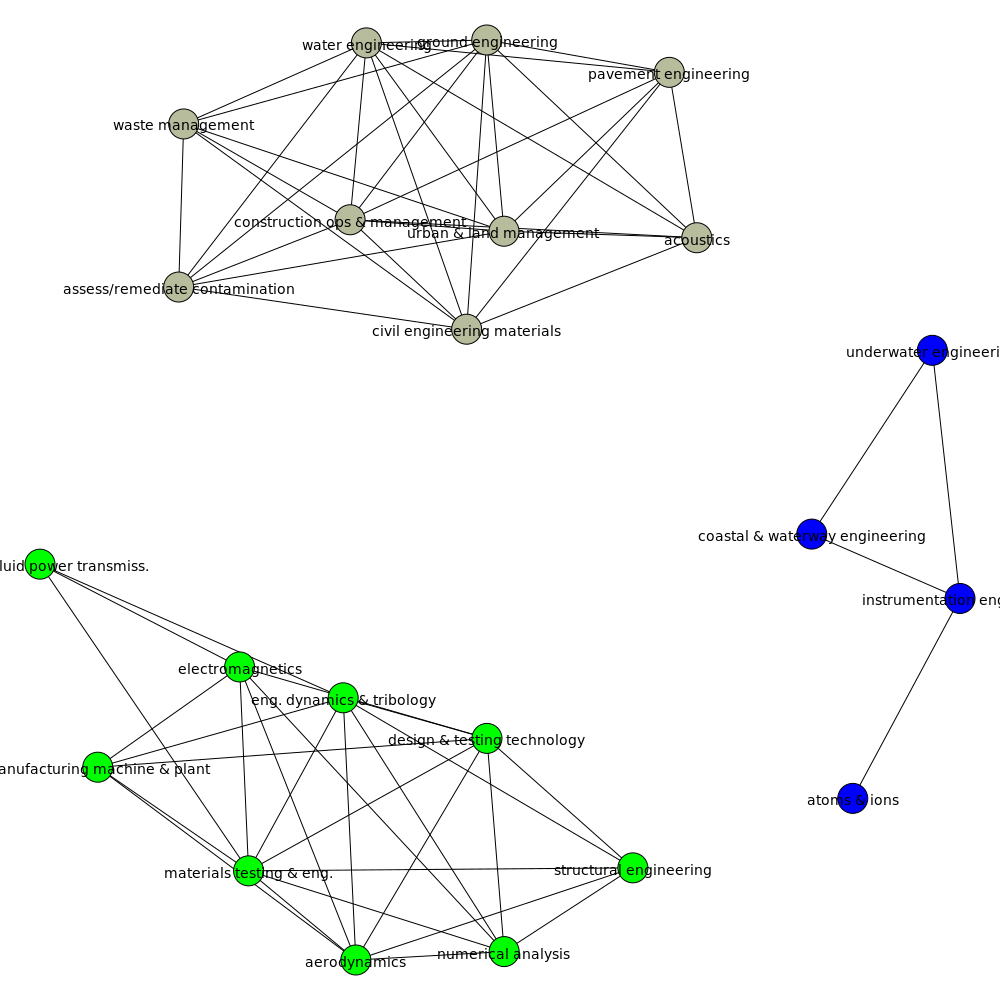 water engineering
ground engineering
pavement engineering
waste management
construction ops & management
urban & land management
acoustics
assess/remediate contamination
civil engineering materials
underwater engineeri
coastal & waterway engineering
luid power transmiss.
instrumentation eng
electromagnetics
eng. dynamics & tribology
design & testing technology
anufacturing machine & plant
atoms & ions
materials testing & eng.
structural engineering
numerical analysis
aerodynamics